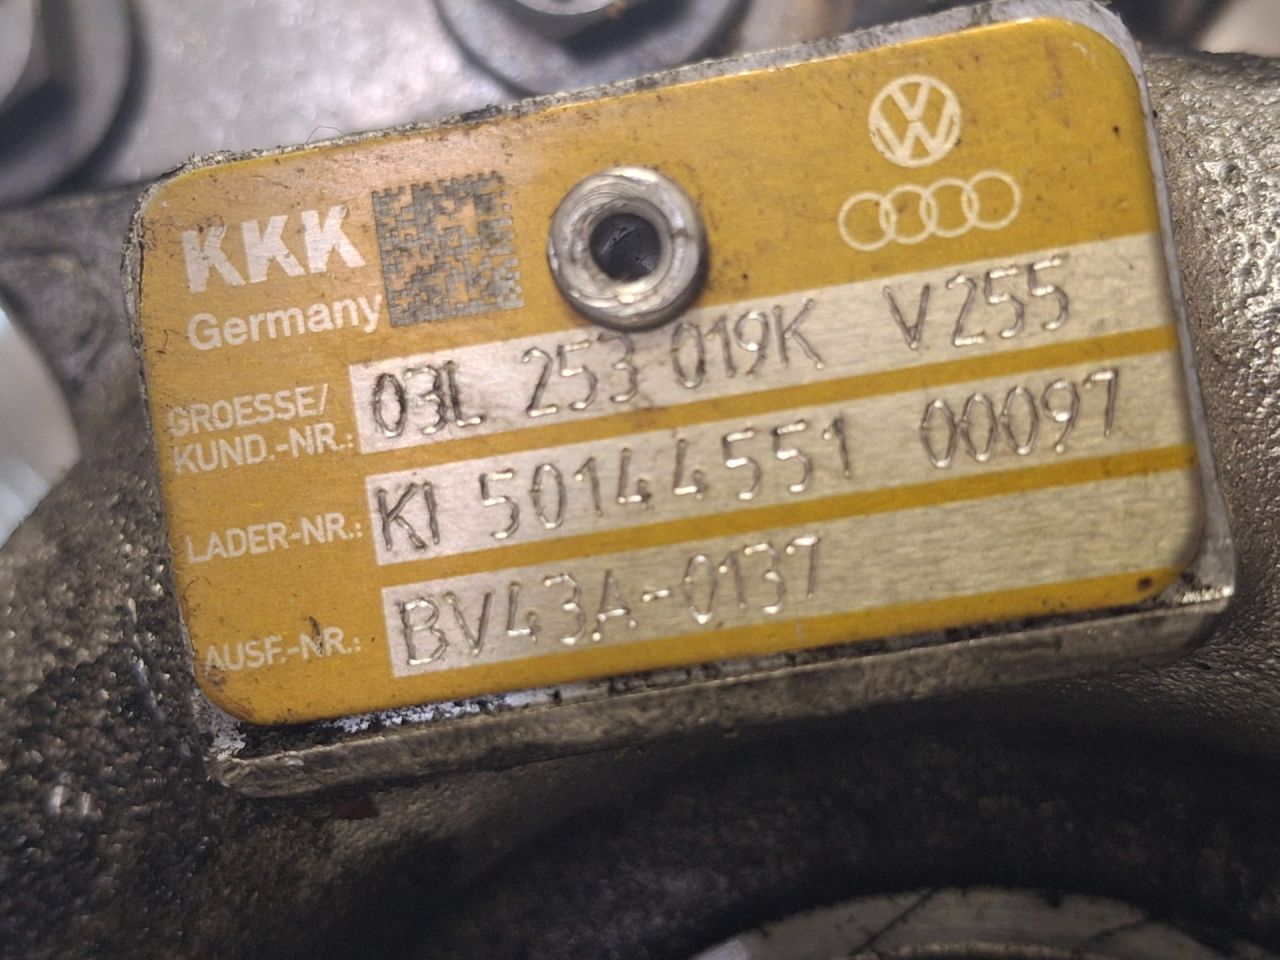 KKK
Germany
GROESSE/
KUND.-NR.: 03L 253 019K V255
LADER-NR.: KI 50144551 00097
AUSF.-NR.: BV43A-0137